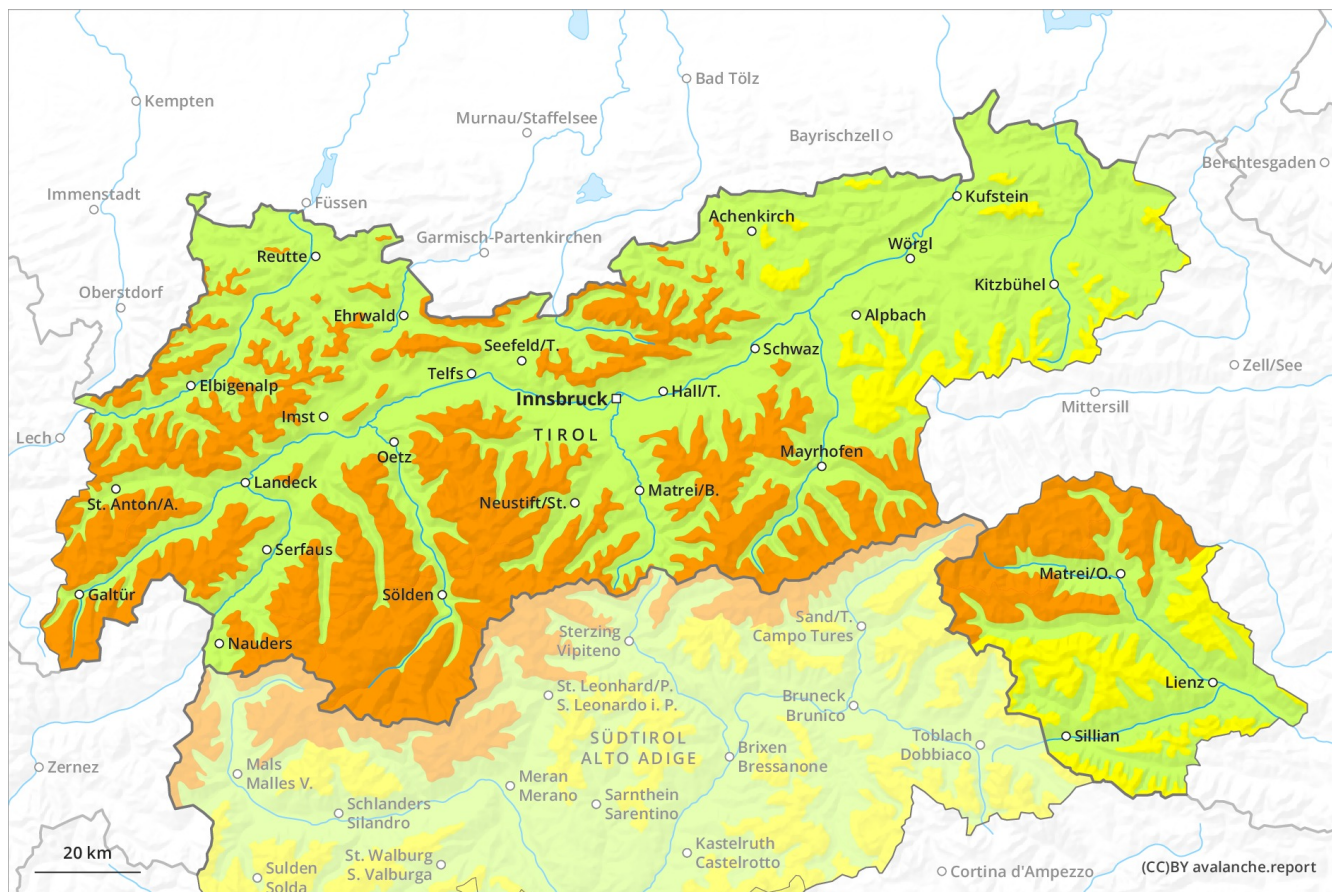 Bad Tölz
Kempten
Murnau/Staffelsee
Bayrischzell
Berchtesgaden
Immenstadt
Füssen
Kufstein
Achenkirch
Garmisch-Partenkirchen
Wörgl
Reutte
Kitzbühel
Oberstdorf
Ehrwald
Alpbach
Seefeld/T.
Schwaz
Zell/See
Telfs
Elbigenalp
Hall/T.
Innsbruck
Mittersill
Imst
TIROL
Lech
Mayrhofen
Oetz
Landeck
Matrei/B.
St. Anton/A.
Neustift/St.
Serfaus
Matrei/O.
Galtür
Sölden
Sand/T.
Campo Tures
Sterzing
Vipiteno
Nauders
Lienz
St. Leonhard/P.
S. Leonardo i. P.
Bruneck
Brunico
Sillian
SÜDTIROL
ALTO ADIGE
Toblach
Dobbiaco
Brixen
Bressanone
Zernez
Mals
Malles V.
Meran
Merano
Sarnthein
Sarentino
Schlanders
Silandro
Kastelruth
Castelrotto
20 km
St. Walburg
S. Valburga
Sulden
Solda
Cortina d'Ampezzo
(CC)BY avalanche.report